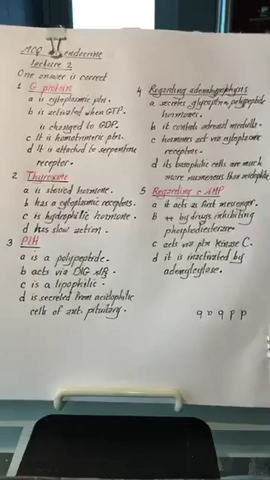 MCQ endocrine
Lecture 2
One answer is correct
1 G protein
a is cytoplasmic ptn.
b is activated when GTP
is changed to GDP.
c It is homotrimeric ptn.
d It is attached to serpentine
receptor.
2 Thyroxine
a is steroid hormone.
b has a cytoplasmic receptors.
c is hydrophilic hormone.
d has slow action.
3 PIH
a is a polypeptide.
b acts via DAG
c is a lipophilic.
d is secreted from acidophilic
cells of ant. pituitary.
4 Regarding adenohypophysis
a secretes glycoptn, polypeptide
hormones.
b it controls adrenal medulla.
c hormones act via cytoplasmic
receptors.
d its basophilic cells are much
more numerous than acidophilic
5 Regarding c AMP
a it acts as first messenger.
B ++ by drugs inhibiting
phosphodiesterase
c acts via ptn kinase C.
d it is inactivated by
adenylcyclase.